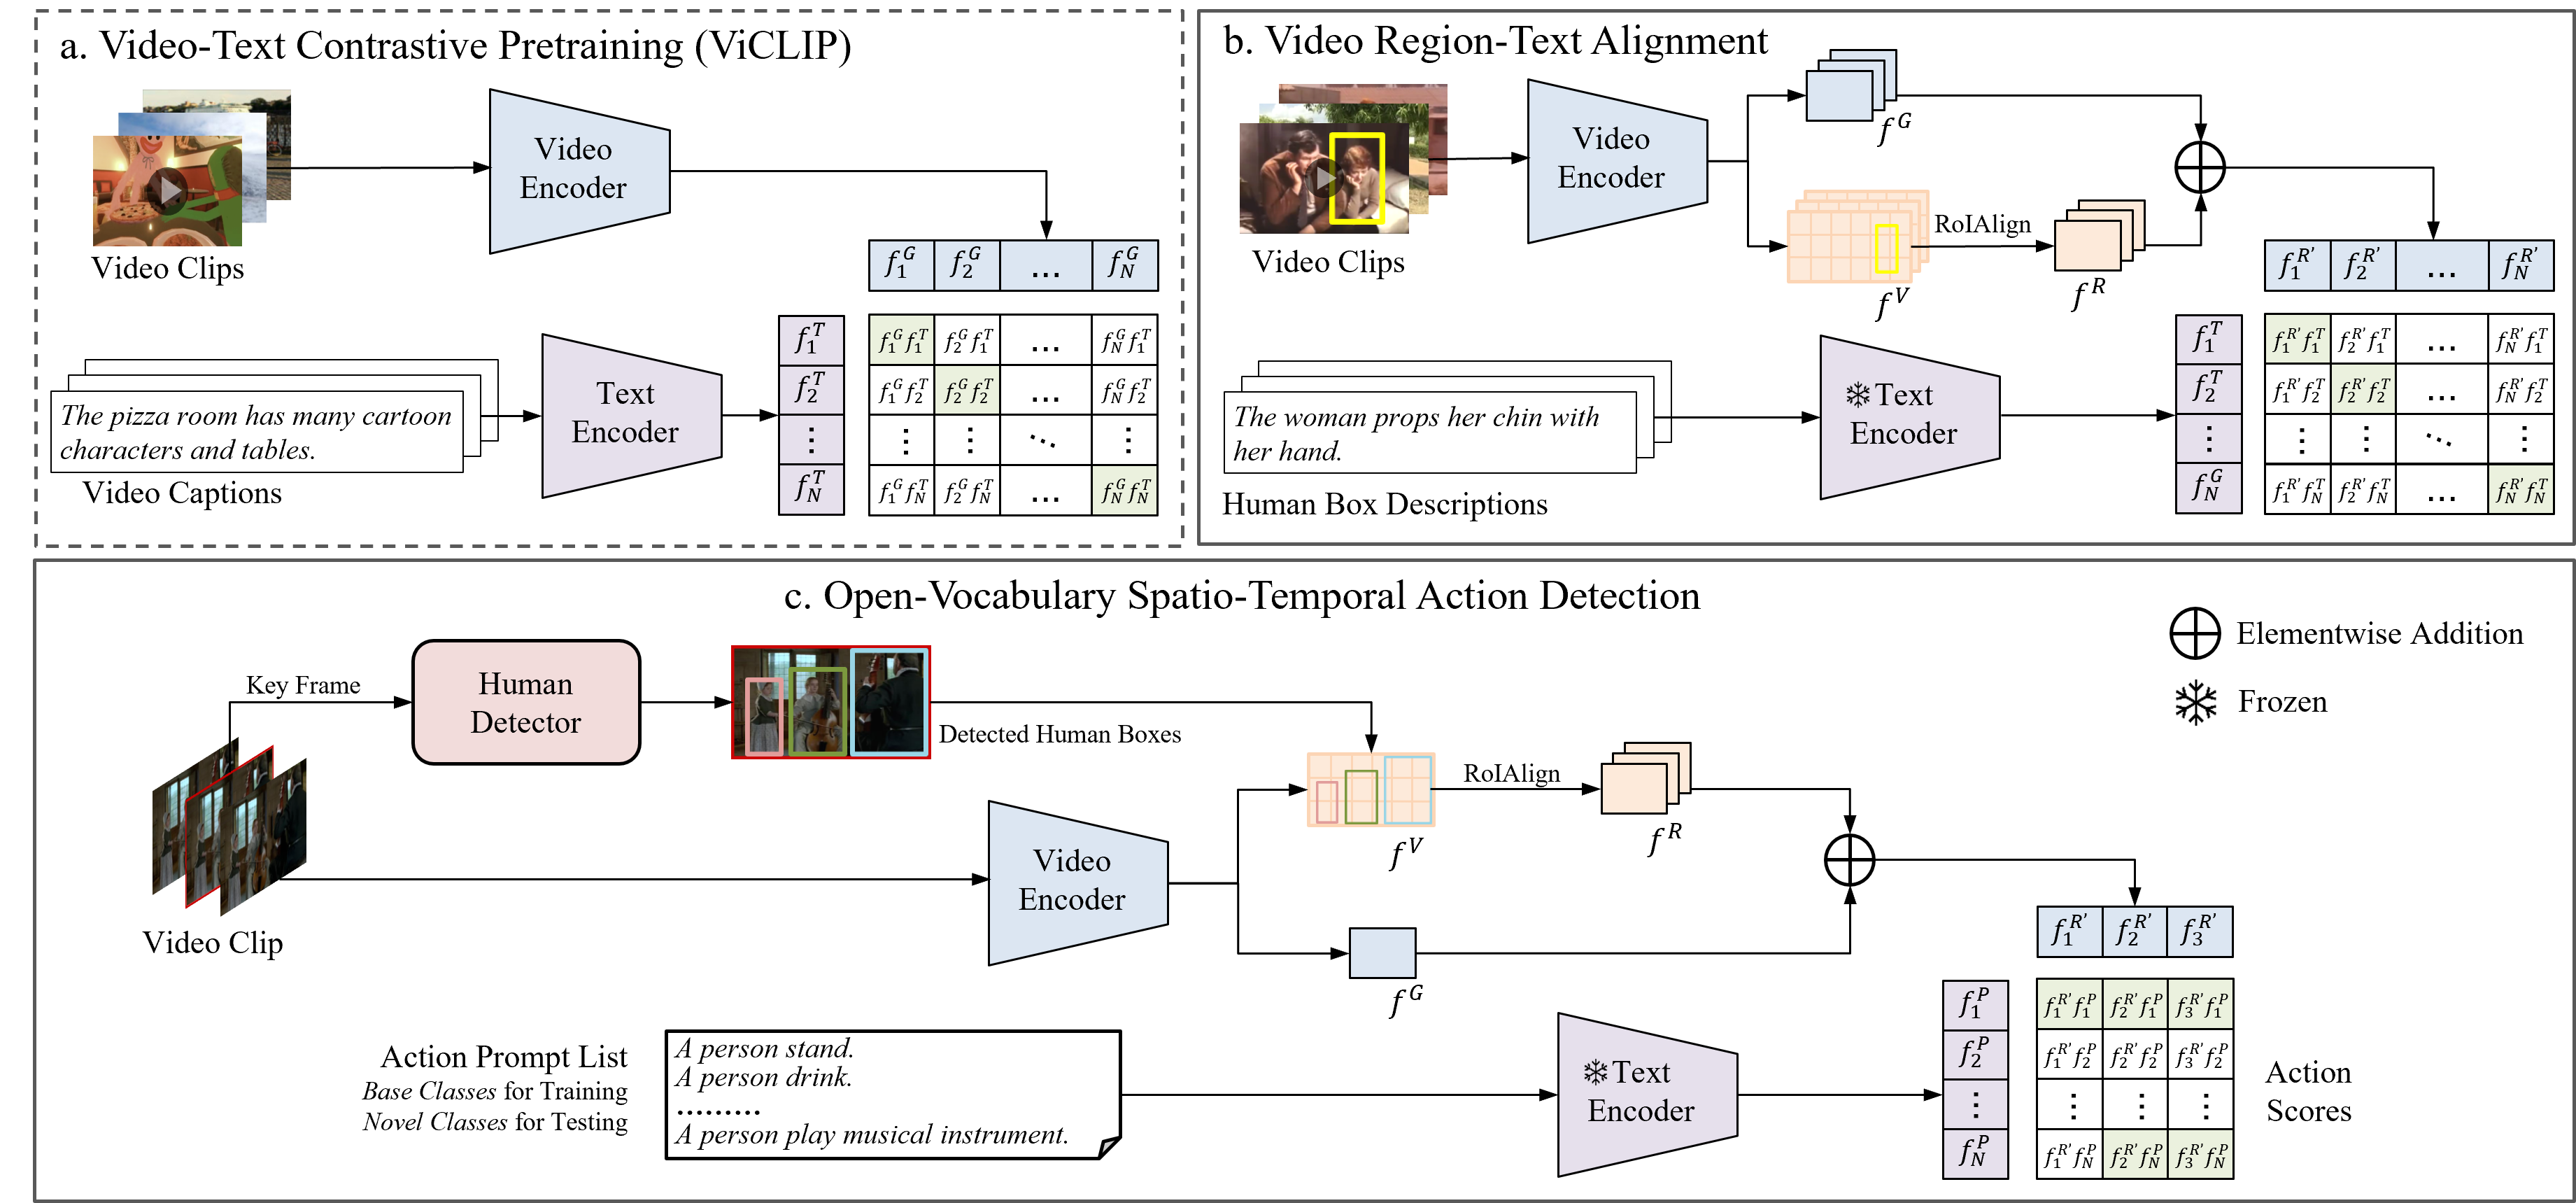 a. Video-Text Contrastive Pretraining (ViCLIP)
Video Encoder
Video Clips
f_1^G f_2^G ... f_N^G
The pizza room has many cartoon
characters and tables.
Video Captions
Text Encoder
f_1^T f_1^G f_1^T f_2^G f_1^T ... f_N^G f_1^T
f_2^T f_1^G f_2^T f_2^G f_2^T ... f_N^G f_2^T
⋮ ⋮ ⋮ ⋱ ⋮
f_N^T f_1^G f_N^T f_2^G f_N^T ... f_N^G f_N^T
b. Video Region-Text Alignment
Video Clips
Video Encoder
f^G
f^V
RoIAlign
f^R
f_1^{R'} f_2^{R'} ... f_N^{R'}
The woman props her chin with
her hand.
Human Box Descriptions
Text Encoder
f_1^T f_1^{R'} f_1^T f_2^{R'} f_1^T ... f_N^{R'} f_1^T
f_2^T f_1^{R'} f_2^T f_2^{R'} f_2^T ... f_N^{R'} f_2^T
⋮ ⋮ ⋮ ⋱ ⋮
f_N^G f_1^{R'} f_N^T f_2^{R'} f_N^T ... f_N^{R'} f_N^T
c. Open-Vocabulary Spatio-Temporal Action Detection
Elementwise Addition
Frozen
Key Frame
Human
Detector
Detected Human Boxes
Video Clip
Video
Encoder
f^V
RoIAlign
f^R
f^G
f_1^{R'} f_2^{R'} f_3^{R'}
Action Prompt List
Base Classes for Training
Novel Classes for Testing
A person stand.
A person drink.
.........
A person play musical instrument.
Text
Encoder
f_1^P f_1^{R'} f_1^P f_2^{R'} f_1^P f_3^{R'} f_1^P
f_2^P f_1^{R'} f_2^P f_2^{R'} f_2^P f_3^{R'} f_2^P
⋮ ⋮ ⋮ ⋮
f_N^P f_1^{R'} f_N^P f_2^{R'} f_N^P f_3^{R'} f_N^P
Action
Scores